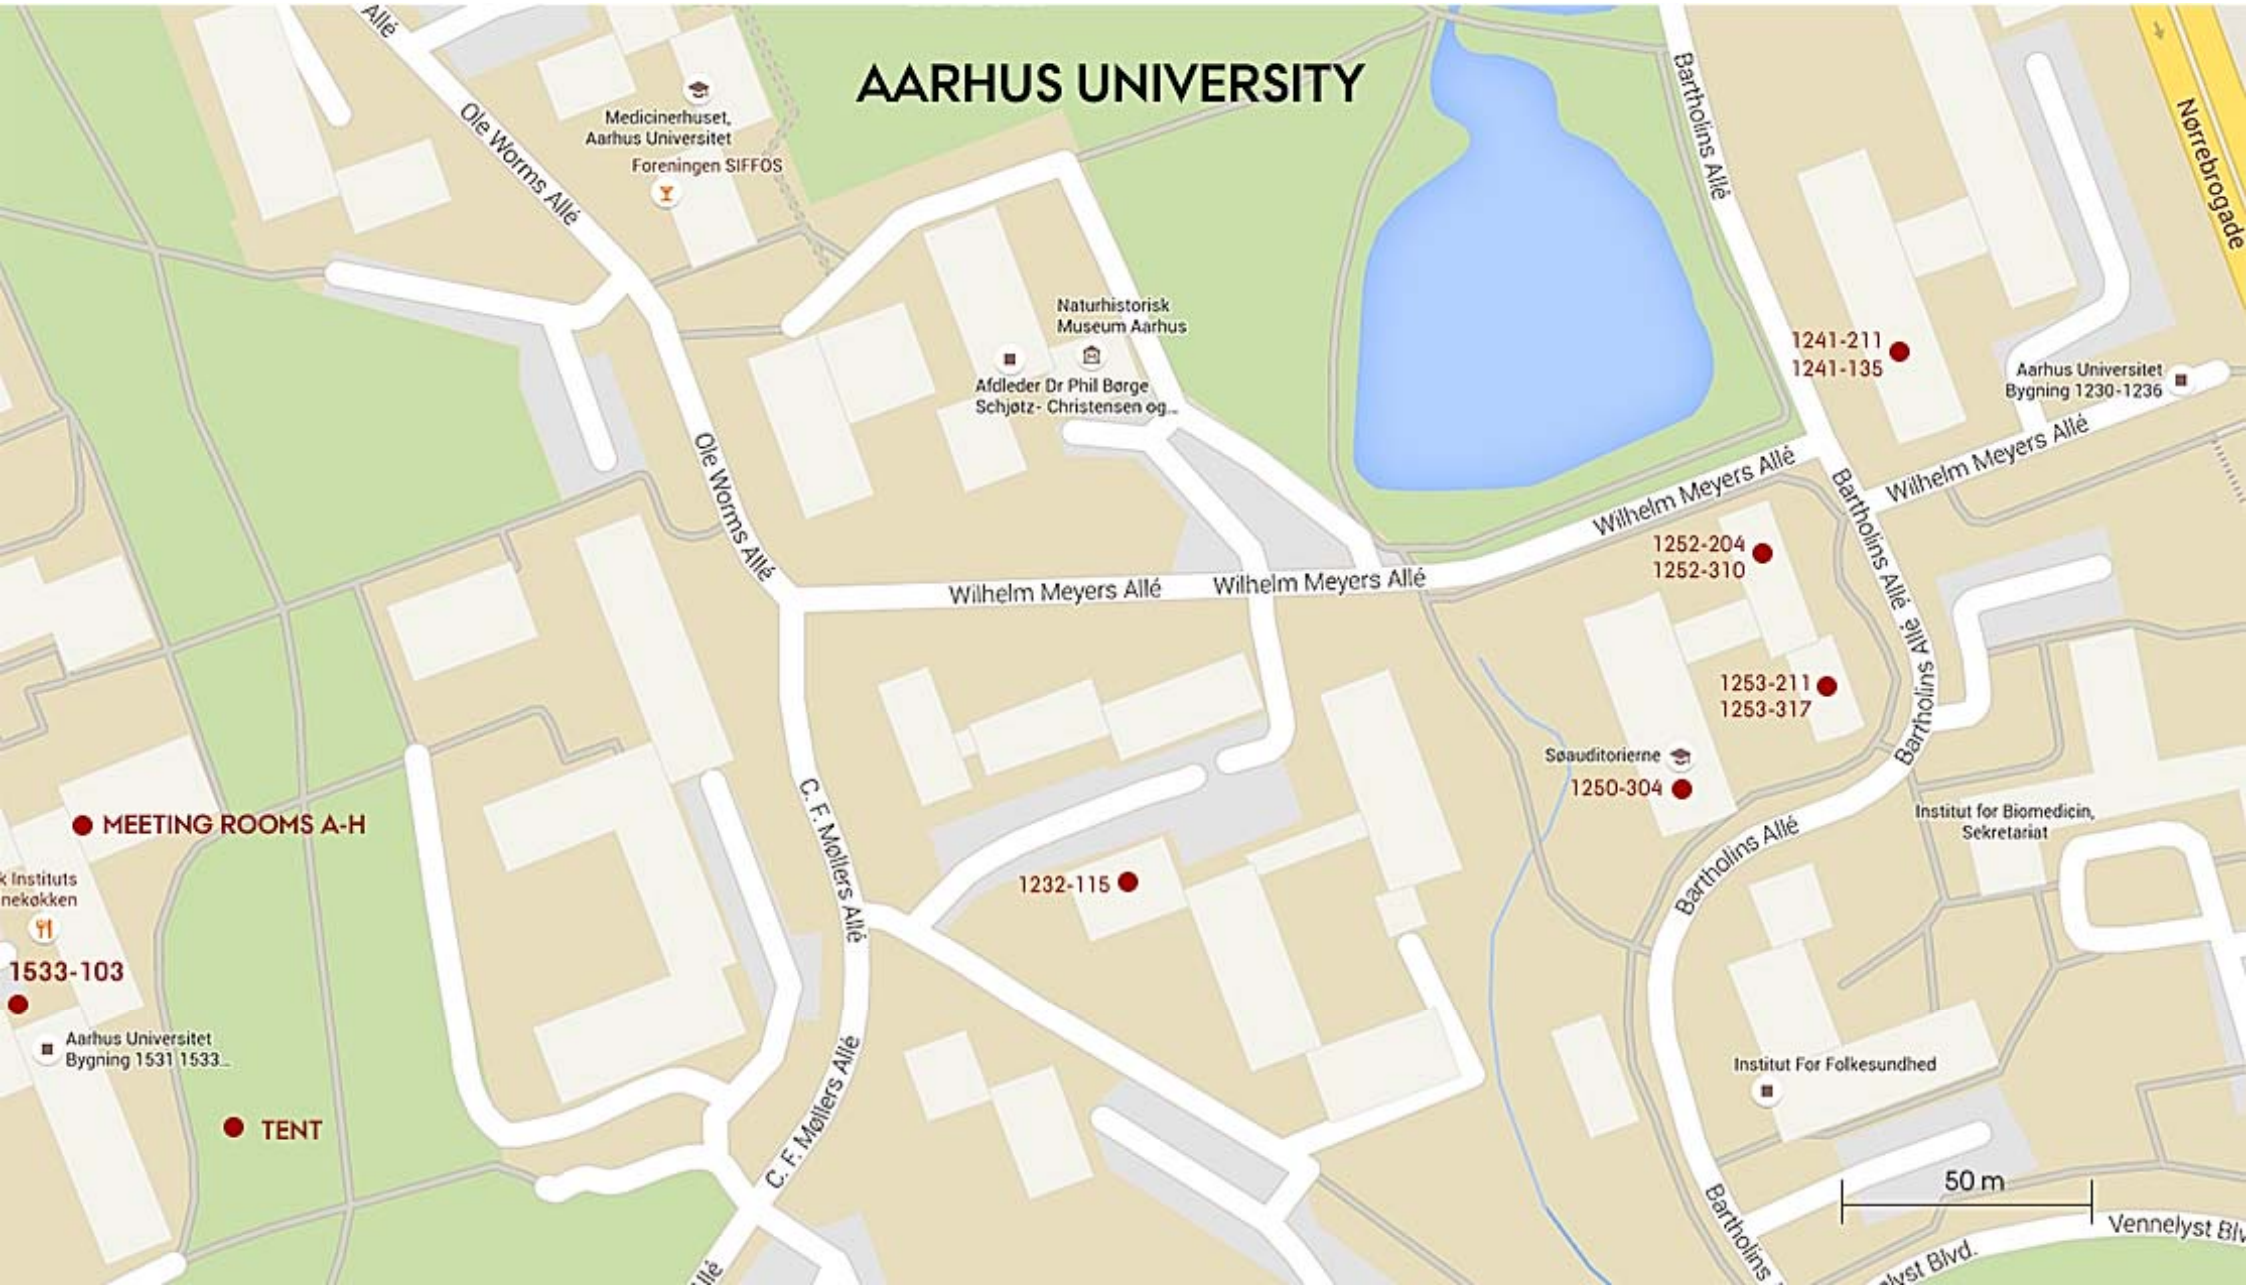 Allé
AARHUS UNIVERSITY
Bartholins Allé
Nørrebrogade
Ole Worms Allé
Medicinerhuset,
Aarhus Universitet
Foreningen SIFFOS
Naturhistorisk
Museum Aarhus
Afdleder Dr Phil Børge
Schjøtz- Christensen og...
1241-211
1241-135
Aarhus Universitet
Bygning 1230-1236
Ole Worms Allé
Wilhelm Meyers Allé
Wilhelm Meyers Allé
Bartholins Allé
1252-204
1252-310
Wilhelm Meyers Allé
Wilhelm Meyers Allé
Bartholins Allé
1253-211
1253-317
Søauditorierne
1250-304
C. F. Møllers Allé
MEETING ROOMS A-H
Institut for Biomedicin,
Sekretariat
Bartholins Allé
k Instituts
nekøkken
1232-115
1533-103
Aarhus Universitet
Bygning 1531 1533...
C. F. Møllers Allé
Institut For Folkesundhed
TENT
50 m
Bartholins
Vennelyst Blv
lyst Blvd.
llé